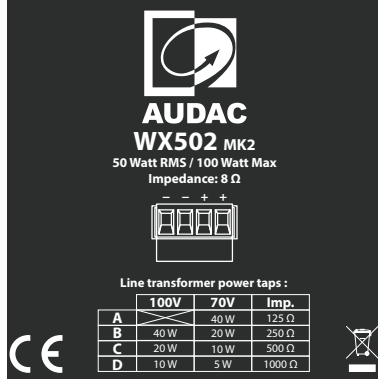 AUDAC
WX502 MK2
50 Watt RMS / 100 Watt Max
Impedance: 8 Ω
− − + +
Line transformer power taps :
100V 70V Imp.
A 40 W 125 Ω
B 40 W 20 W 250 Ω
C 20 W 10 W 500 Ω
D 10 W 5 W 1000 Ω
CE